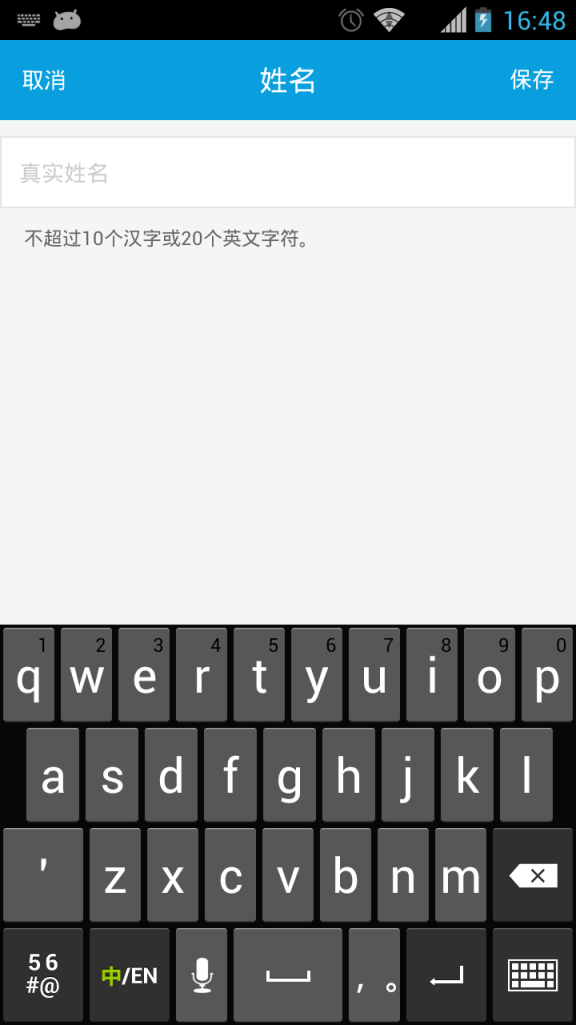 16:48
取消 姓名 保存
真实姓名
不超过10个汉字或20个英文字符。
1 2 3 4 5 6 7 8 9 0
q w e r t y u i o p
a s d f g h j k l
' z x c v b n m
5 6
#@ 中/EN , 。